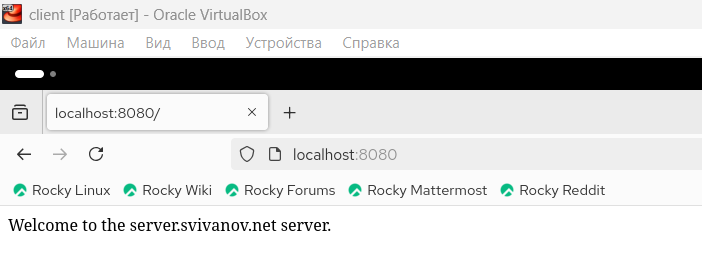 x64
client [Работает] - Oracle VirtualBox
Файл Машина Вид Ввод Устройства Справка
localhost:8080/
localhost:8080
Rocky Linux Rocky Wiki Rocky Forums Rocky Mattermost Rocky Reddit
Welcome to the server.svivanov.net server.